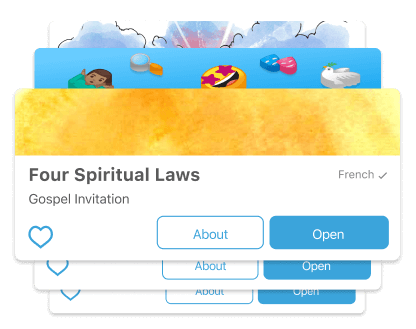 Four Spiritual Laws
French ✓
Gospel Invitation
About
Open
About
Open
About
Open